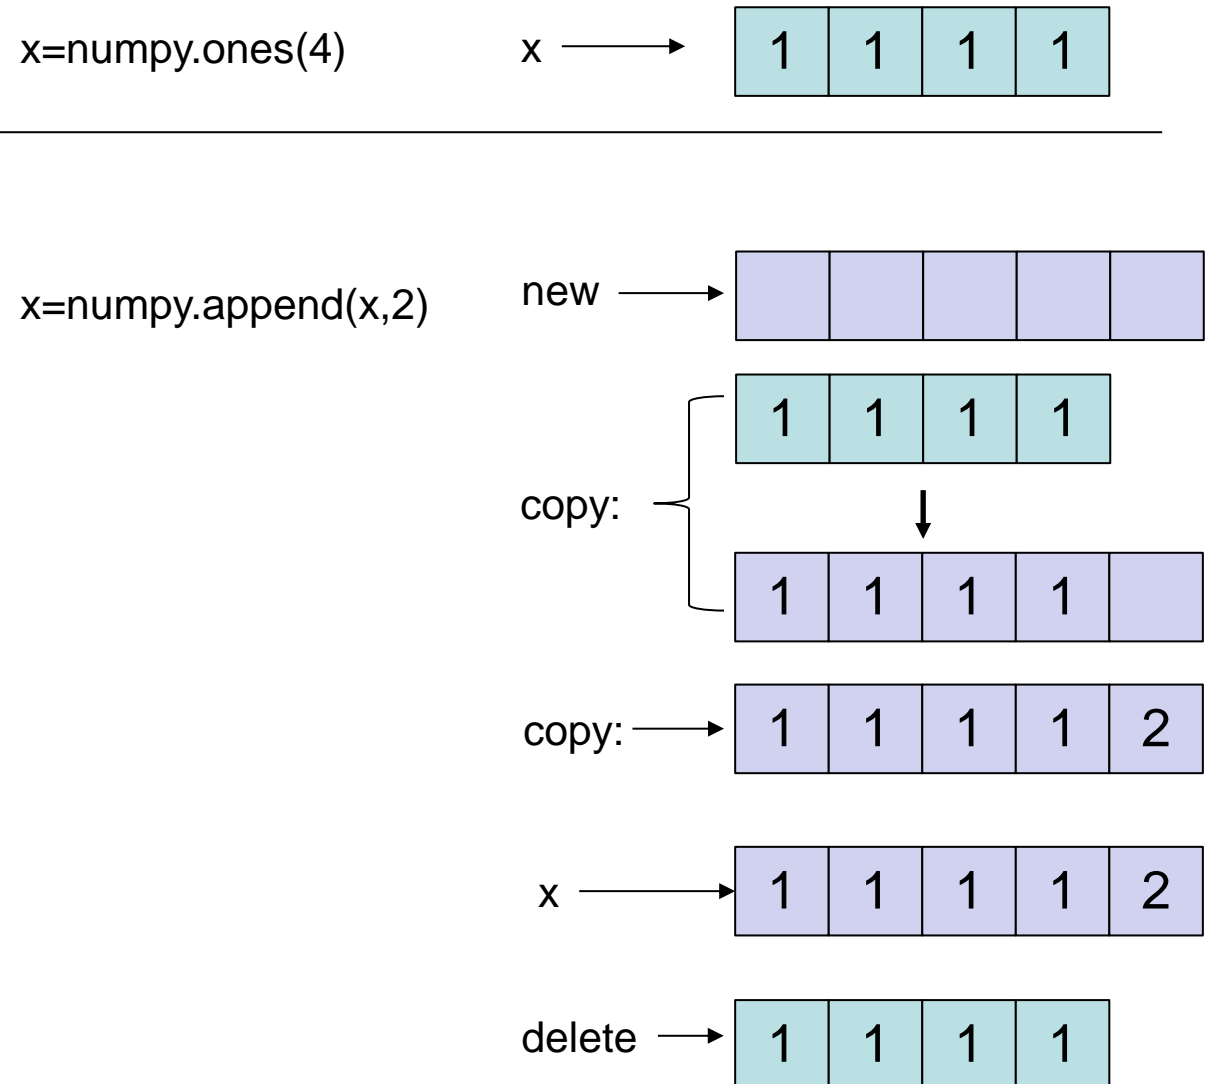 x=numpy.ones(4) x 1 1 1 1
x=numpy.append(x,2) new
1 1 1 1
copy:
1 1 1 1
copy: 1 1 1 1 2
x 1 1 1 1 2
delete 1 1 1 1